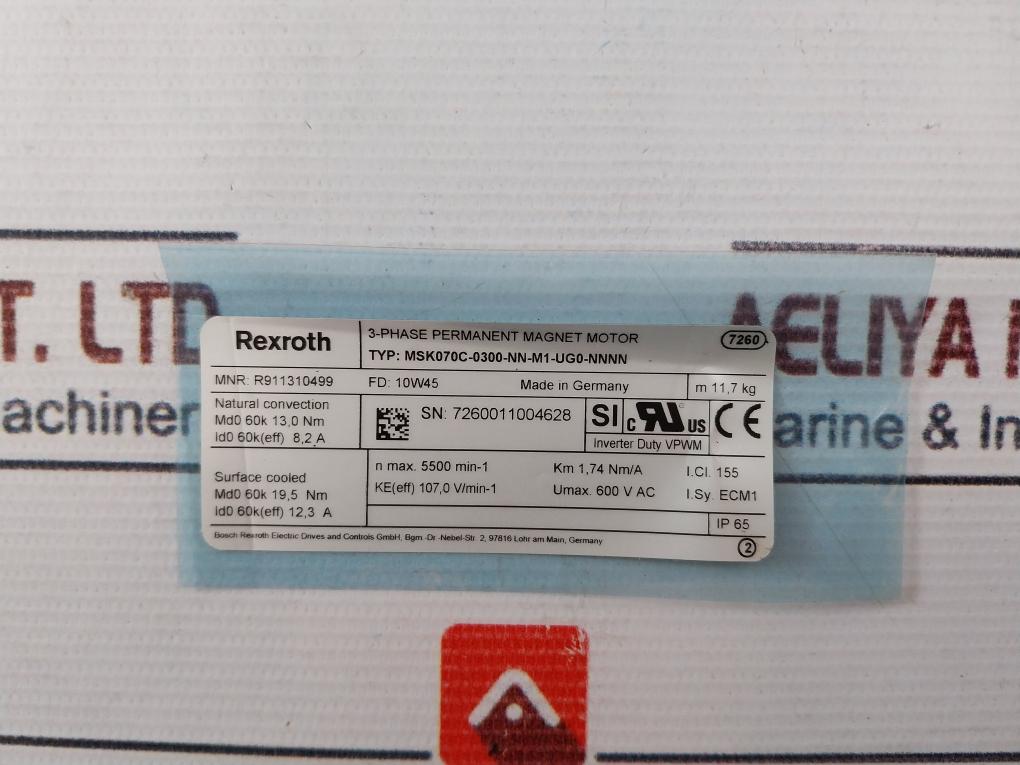 T. LTD
AELIYA
achiner
arine & In
Rexroth
3-PHASE PERMANENT MAGNET MOTOR
7260
TYP: MSK070C-0300-NN-M1-UG0-NNNN
MNR: R911310499
FD: 10W45
Made in Germany
m 11,7 kg
Natural convection
Md0 60k 13,0 Nm
Id0 60k(eff) 8,2 A
SN: 7260011004628
SI
c RU us
CE
Inverter Duty VPWM
Surface cooled
Md0 60k 19,5 Nm
Id0 60k(eff) 12,3 A
n max. 5500 min-1
Km 1,74 Nm/A
I.Cl. 155
KE(eff) 107,0 V/min-1
Umax. 600 V AC
I.Sy. ECM1
IP 65
Bosch Rexroth Electric Drives and Controls GmbH, Bgm.-Dr.-Nebel-Str. 2, 97816 Lohr am Main, Germany
2